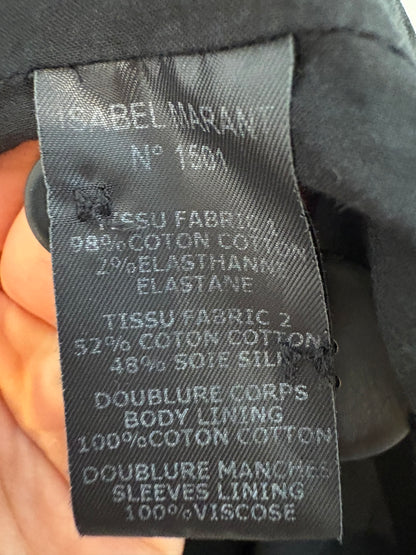 ISABEL MARANT
N° 1501
TISSU FABRIC 1
98%COTON COTTON
2%ELASTHANN
ELASTANE
TISSU FABRIC 2
52% COTON COTTON
48% SOIE SILK
DOUBLURE CORPS
BODY LINING
100%COTON COTTON
DOUBLURE MANCHES
SLEEVES LINING
100%VISCOSE